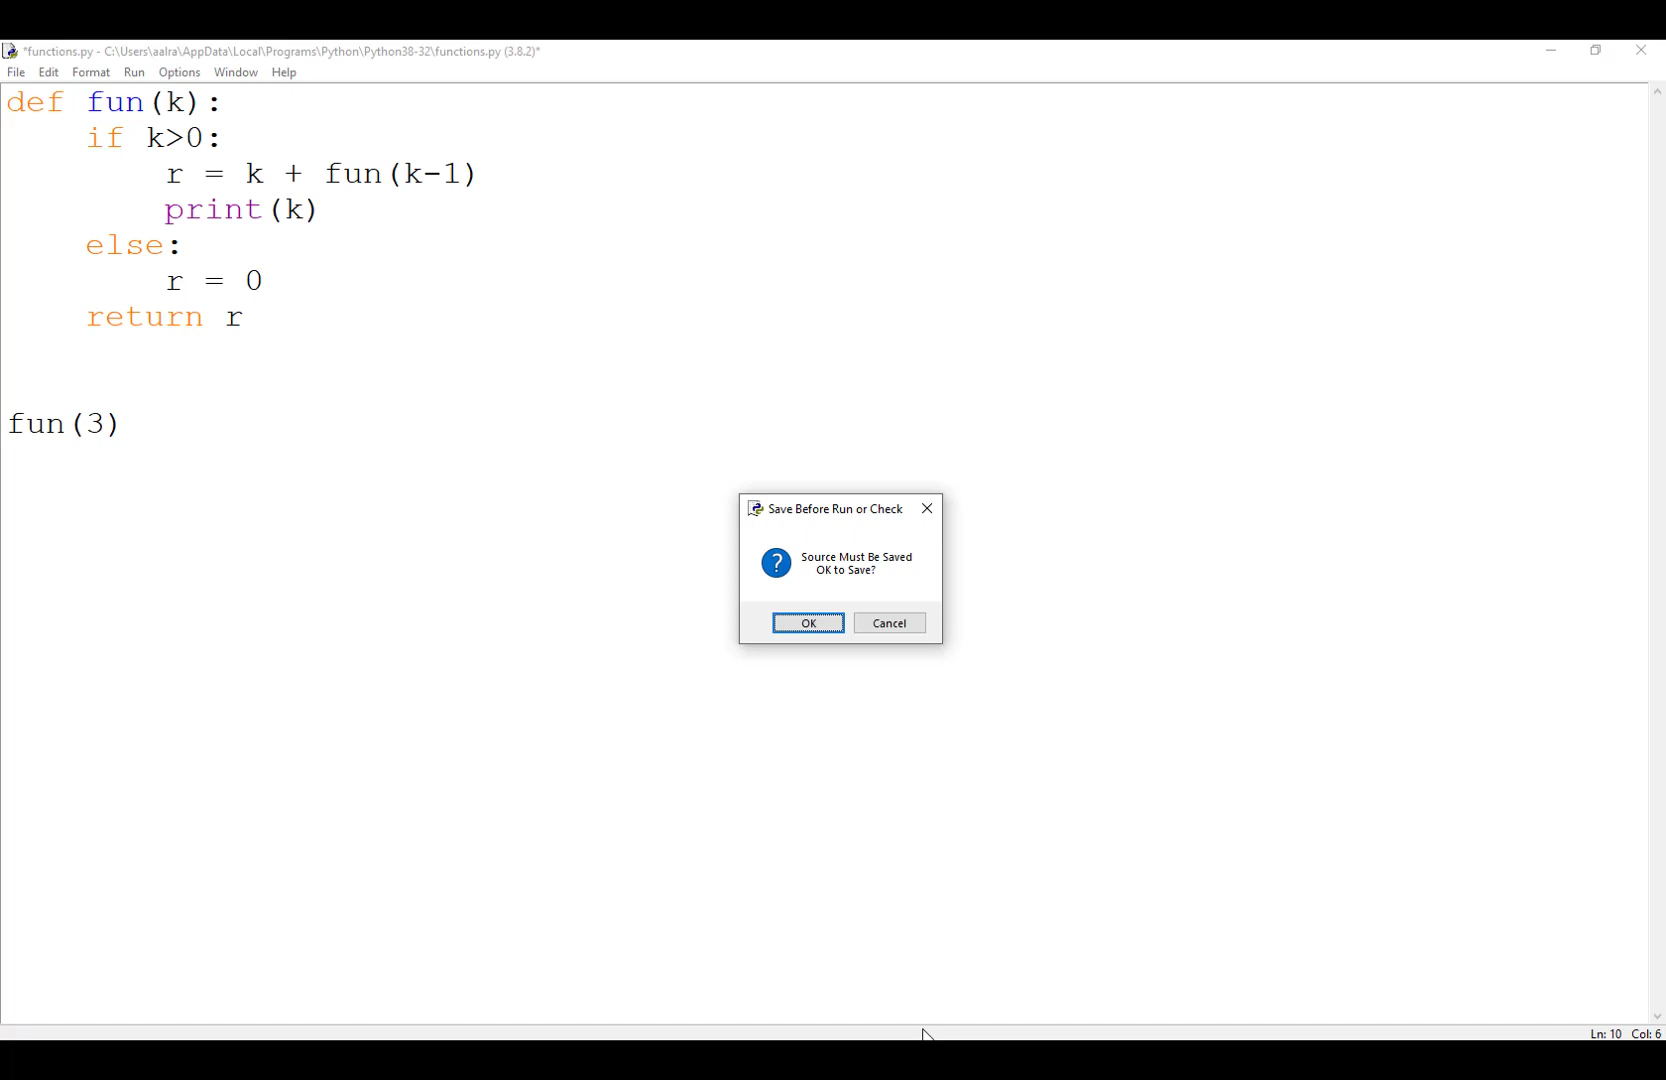 *functions.py - C:\Users\aalra\AppData\Local\Programs\Python\Python38-32\functions.py (3.8.2)*
File Edit Format Run Options Window Help
def fun(k):
    if k>0:
        r = k + fun(k-1)
        print(k)
    else:
        r = 0
    return r
fun(3)
Save Before Run or Check
Source Must Be Saved
OK to Save?
OK Cancel
Ln: 10 Col: 6